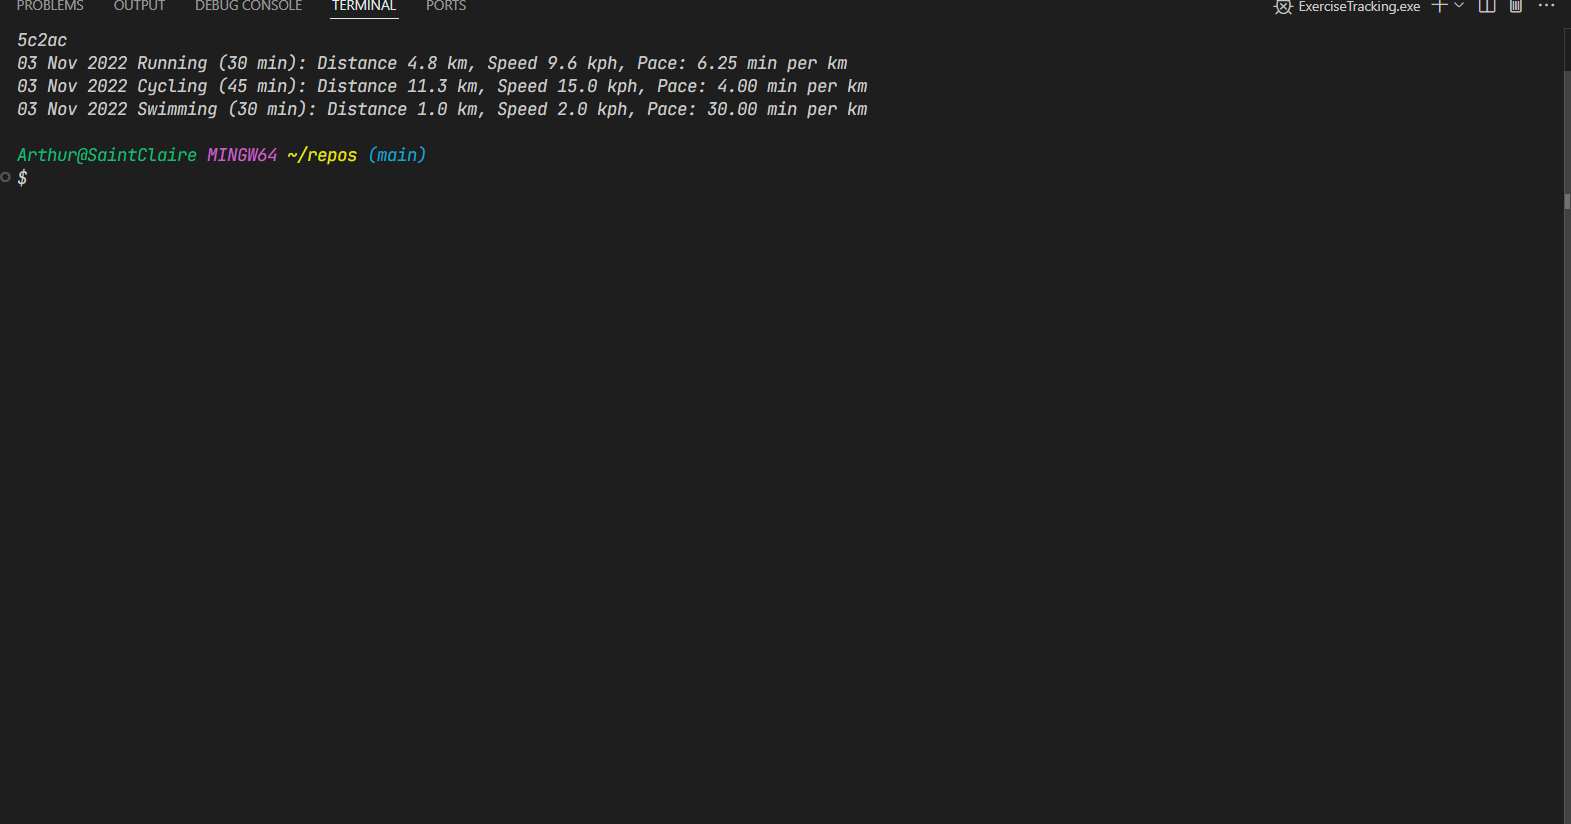 PROBLEMS OUTPUT DEBUG CONSOLE TERMINAL PORTS ExerciseTracking.exe
5c2ac
03 Nov 2022 Running (30 min): Distance 4.8 km, Speed 9.6 kph, Pace: 6.25 min per km
03 Nov 2022 Cycling (45 min): Distance 11.3 km, Speed 15.0 kph, Pace: 4.00 min per km
03 Nov 2022 Swimming (30 min): Distance 1.0 km, Speed 2.0 kph, Pace: 30.00 min per km
Arthur@SaintClaire MINGW64 ~/repos (main)
$